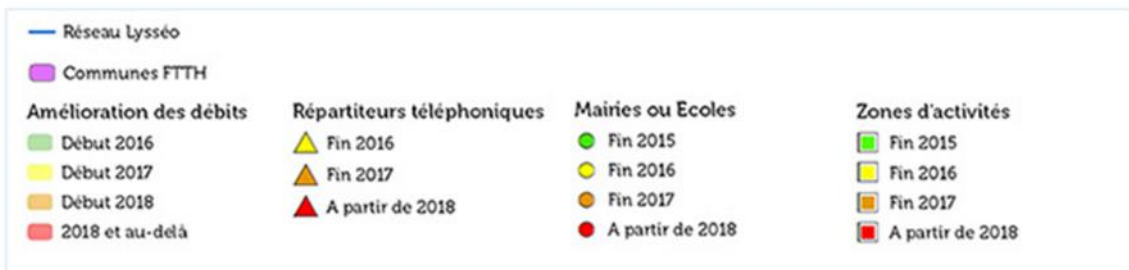 Réseau Lysséo
Communes FTTH
Amélioration des débits
Début 2016
Début 2017
Début 2018
2018 et au-delà
Répartiteurs téléphoniques
Fin 2016
Fin 2017
A partir de 2018
Mairies ou Ecoles
Fin 2015
Fin 2016
Fin 2017
A partir de 2018
Zones d'activités
Fin 2015
Fin 2016
Fin 2017
A partir de 2018